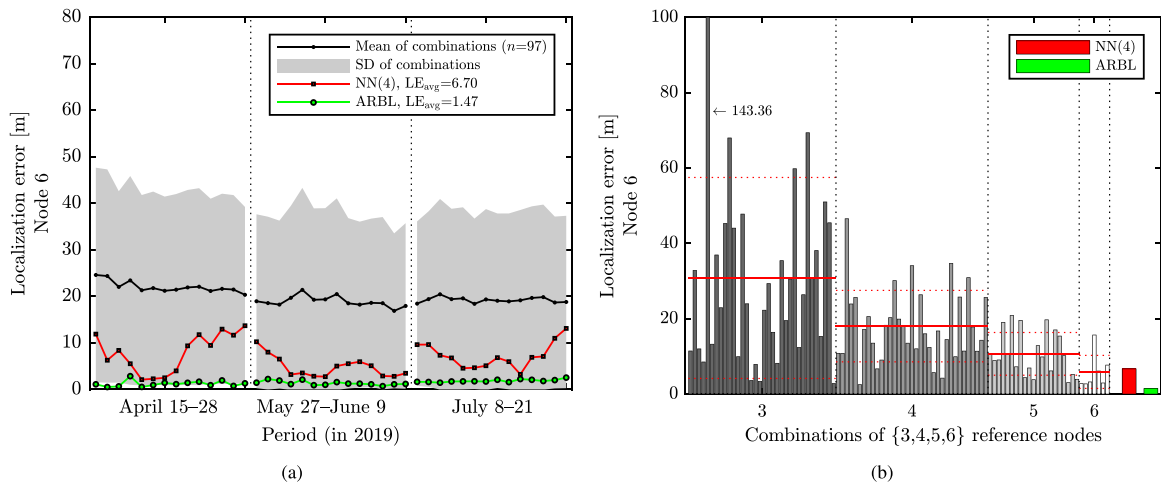 80
70
60
50
40
30
20
10
0
Localization error [m]
Node 6
Mean of combinations (n=97)
SD of combinations
NN(4), LEavg=6.70
ARBL, LEavg=1.47
April 15–28
May 27–June 9
July 8–21
Period (in 2019)
(a)
100
80
60
40
20
0
Localization error [m]
Node 6
NN(4)
ARBL
← 143.36
3
4
5
6
Combinations of {3,4,5,6} reference nodes
(b)